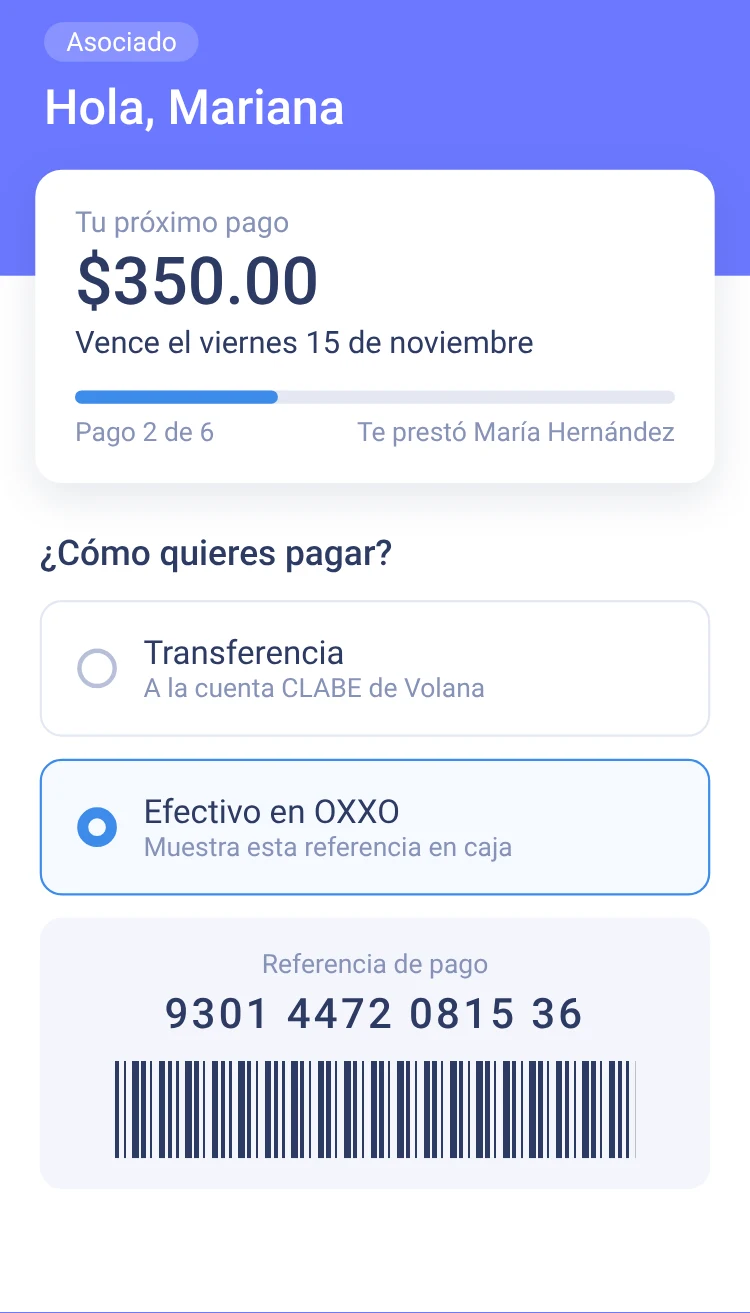 Asociado
Hola, Mariana
Tu próximo pago
$350.00
Vence el viernes 15 de noviembre
Pago 2 de 6
Te prestó María Hernández
¿Cómo quieres pagar?
Transferencia
A la cuenta CLABE de Volana
Efectivo en OXXO
Muestra esta referencia en caja
Referencia de pago
9301 4472 0815 36